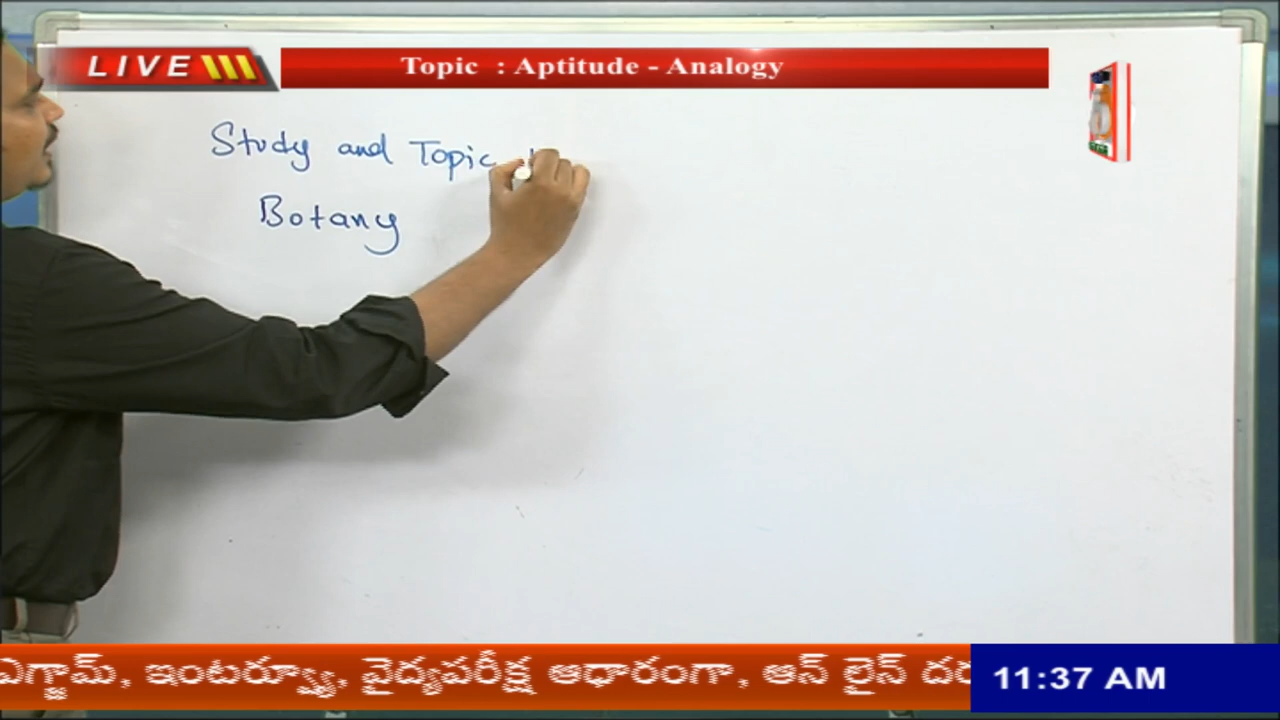 LIVE
Topic : Aptitude - Analogy
Study and Topic
Botany
ఎగ్జామ్, ఇంటర్వ్యూ, వైద్యపరీక్ష ఆధారంగా, ఆన్ లైన్
11:37 AM